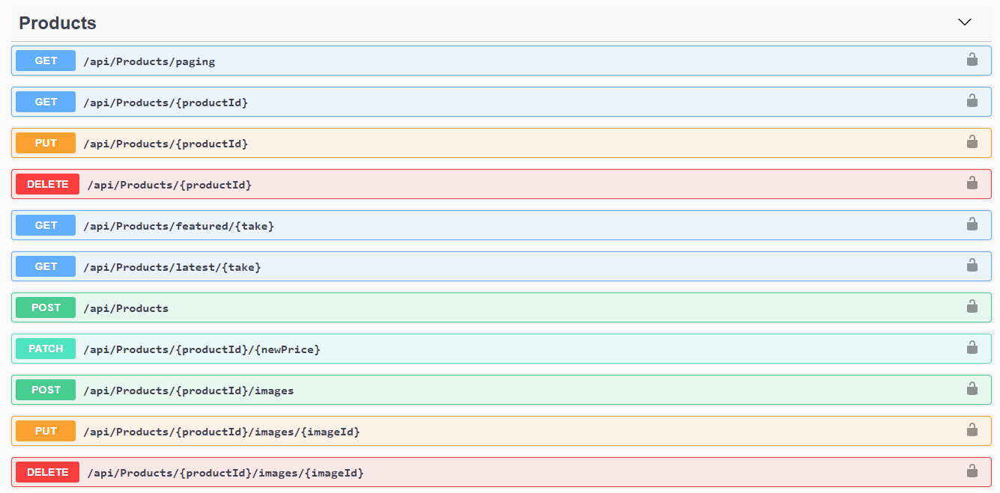 Products
GET /api/Products/paging
GET /api/Products/{productId}
PUT /api/Products/{productId}
DELETE /api/Products/{productId}
GET /api/Products/featured/{take}
GET /api/Products/latest/{take}
POST /api/Products
PATCH /api/Products/{productId}/{newPrice}
POST /api/Products/{productId}/images
PUT /api/Products/{productId}/images/{imageId}
DELETE /api/Products/{productId}/images/{imageId}